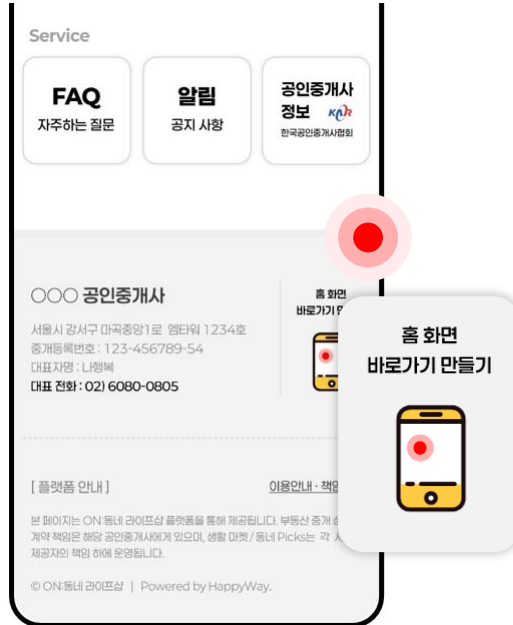 Service
FAQ
자주하는 질문
알림
공지 사항
공인중개사
정보 KAR
한국공인중개사협회
○○○ 공인중개사
서울시 강서구 마곡중앙1로 엠타워 1234호
중개등록번호 : 123-456789-54
대표자명 : 나행복
대표 전화 : 02) 6080-0805
홈 화면
바로가기
홈 화면
바로가기 만들기
[ 플랫폼 안내 ]
이용안내 · 책임
본 페이지는 ON:동네 라이프샵 플랫폼을 통해 제공됩니다. 부동산 중개
계약 책임은 해당 공인중개사에게 있으며, 생활 마켓 / 동네 Picks는 각
제공자의 책임 하에 운영됩니다.
© ON:동네 라이프샵 | Powered by HappyWay.